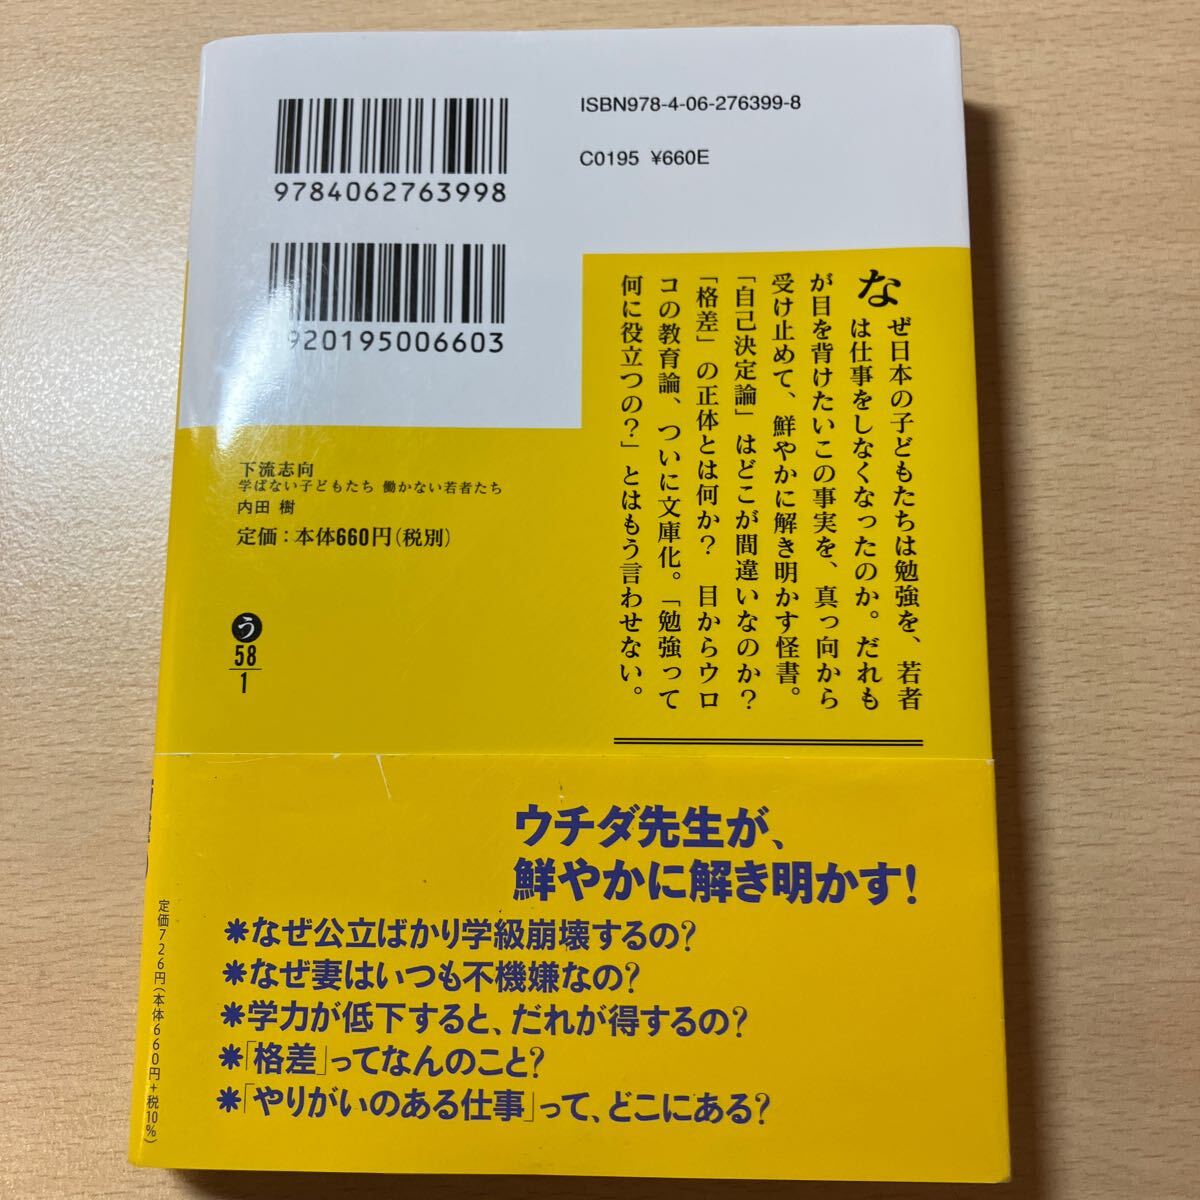 ISBN978-4-06-276399-8
C0195 ¥660E
9784062763998
920195006603
なぜ日本の子どもたちは勉強を、若者
は仕事をしなくなったのか。だれも
が目を背けたいこの事実を、真っ向から
受け止めて、鮮やかに解き明かす怪書。
「自己決定論」はどこが間違いなのか?
「格差」の正体とは何か? 目からウロ
コの教育論、ついに文庫化。「勉強って
何に役立つの?」とはもう言わせない。
下流志向
学ばない子どもたち 働かない若者たち
内田 樹
定価:本体660円(税別)
う
58
1
ウチダ先生が、
鮮やかに解き明かす!
*なぜ公立ばかり学級崩壊するの?
*なぜ妻はいつも不機嫌なの?
*学力が低下すると、だれが得するの?
*「格差」ってなんのこと?
*「やりがいのある仕事」って、どこにある?
定価726円(本体660円+税10%)